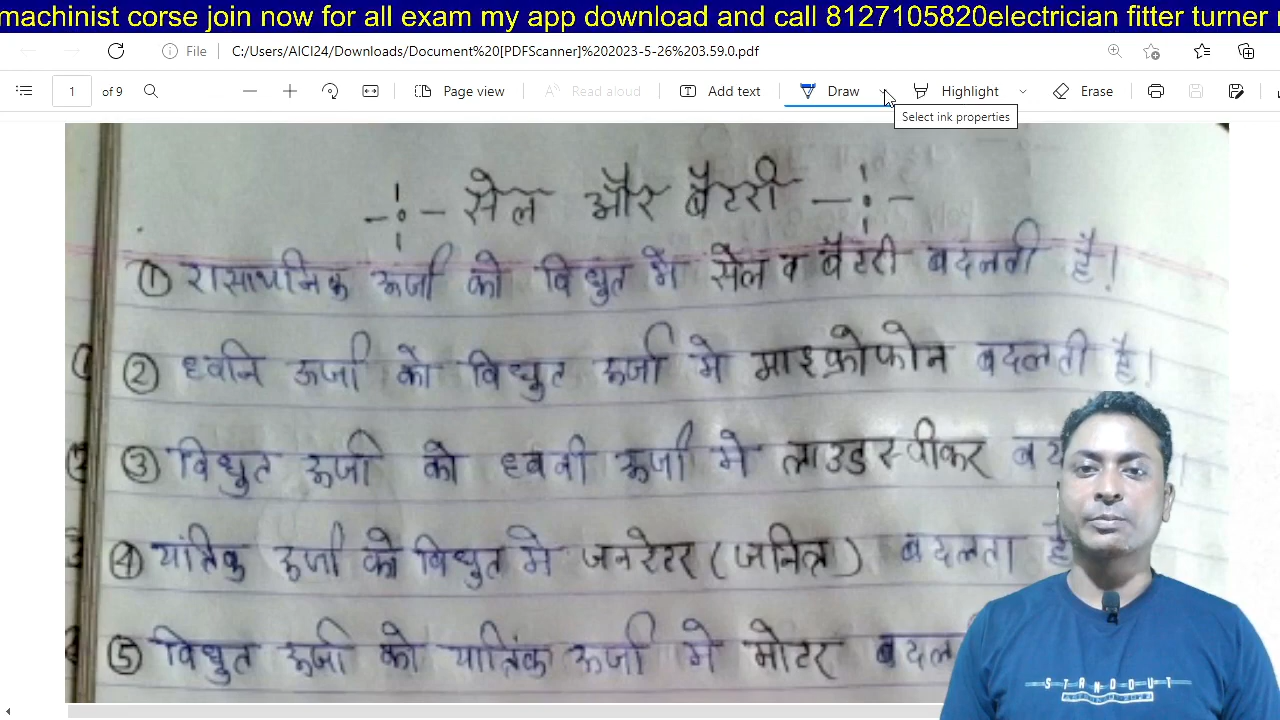 machinist corse join now for all exam my app download and call 8127105820electrician fitter turner
File C:/Users/AICI24/Downloads/Document%20[PDFScanner]%202023-5-26%203.59.0.pdf
1 of 9 Page view Read aloud Add text Draw Highlight Erase
Select ink properties
सेल और बैटरी
① रासायनिक ऊर्जा को विधुत मे सेल व बैटरी बदलती है।
② ध्वनि ऊर्जा को विधुत ऊर्जा मे माइक्रोफोन बदलती है।
③ विधुत ऊर्जा को ध्वनी ऊर्जा मे लाउडस्पीकर
④ यांत्रिक ऊर्जा को विधुत मे जनरेटर (जनित्र) बदलता है
⑤ विधुत ऊर्जा को यात्रिंक ऊर्जा मे मोटर बदल
STANDOUT